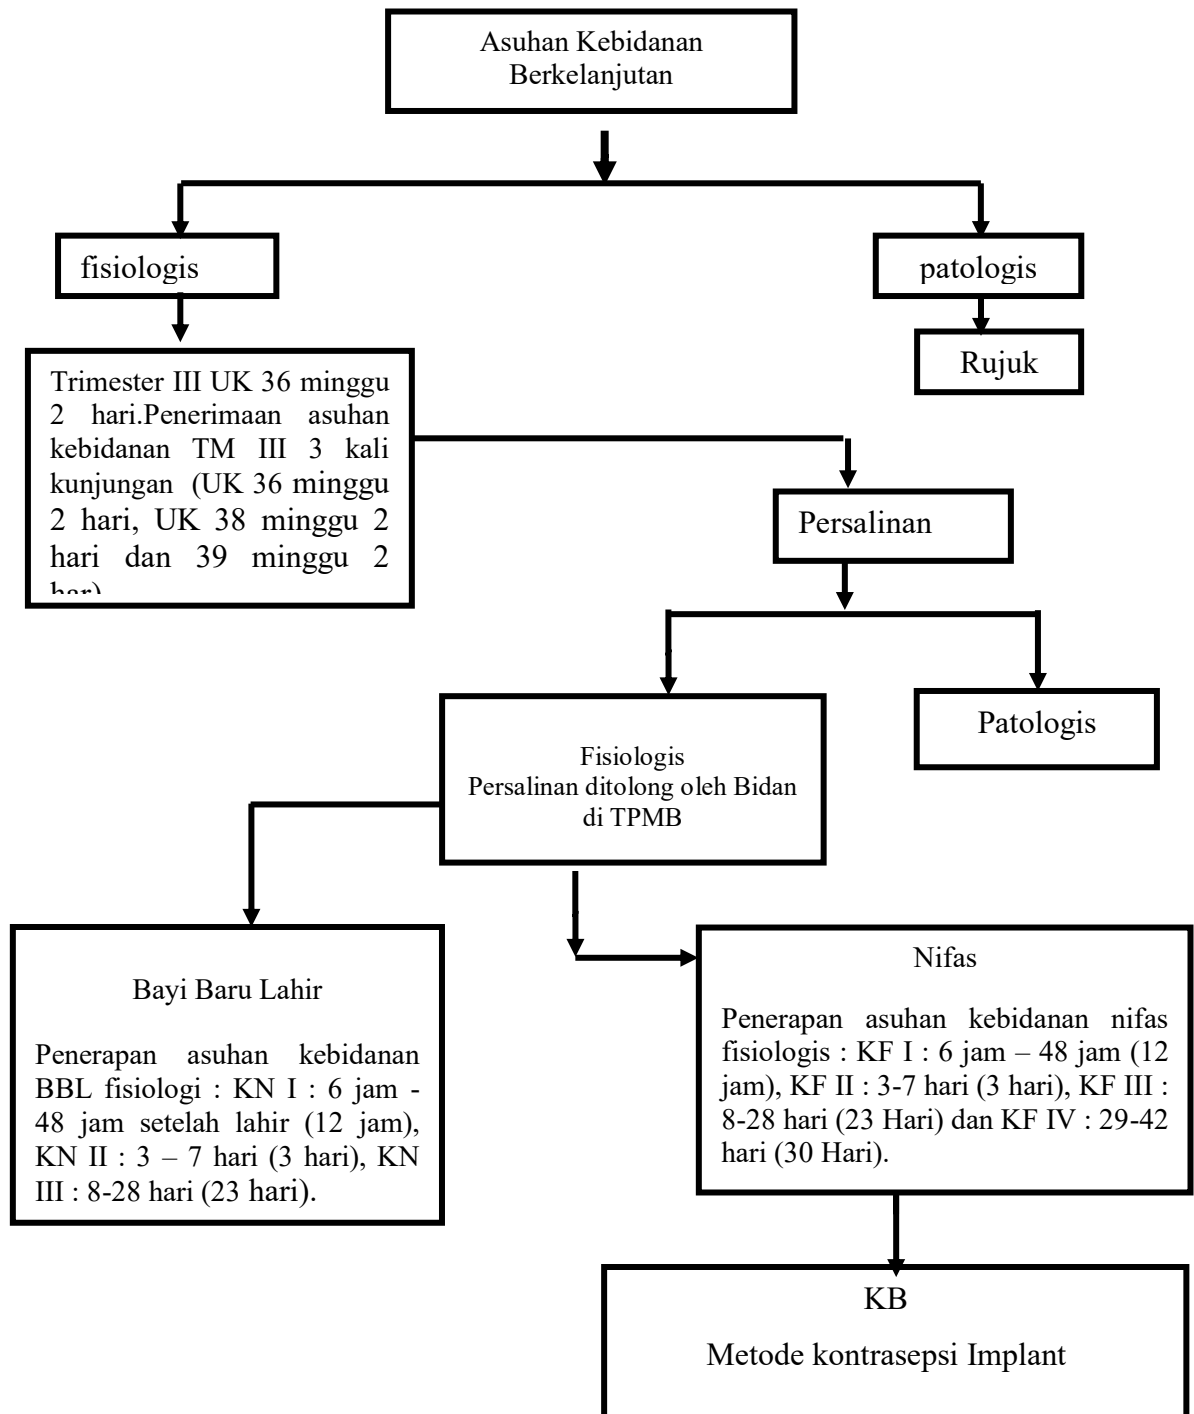 Asuhan Kebidanan
Berkelanjutan
fisiologis
patologis
Rujuk
Trimester III UK 36 minggu
2 hari.Penerimaan asuhan
kebidanan TM III 3 kali
kunjungan (UK 36 minggu
2 hari, UK 38 minggu 2
hari dan 39 minggu 2
har)
Persalinan
Fisiologis
Persalinan ditolong oleh Bidan
di TPMB
Patologis
Bayi Baru Lahir
Penerapan asuhan kebidanan
BBL fisiologi : KN I : 6 jam -
48 jam setelah lahir (12 jam),
KN II : 3 – 7 hari (3 hari), KN
III : 8-28 hari (23 hari).
Nifas
Penerapan asuhan kebidanan nifas
fisiologis : KF I : 6 jam – 48 jam (12
jam), KF II : 3-7 hari (3 hari), KF III :
8-28 hari (23 Hari) dan KF IV : 29-42
hari (30 Hari).
KB
Metode kontrasepsi Implant